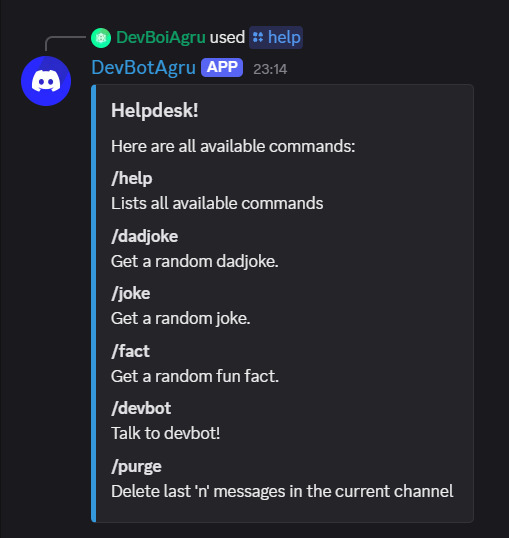 DevBoiAgru used help
DevBotAgru APP 23:14
Helpdesk!
Here are all available commands:
/help
Lists all available commands
/dadjoke
Get a random dadjoke.
/joke
Get a random joke.
/fact
Get a random fun fact.
/devbot
Talk to devbot!
/purge
Delete last 'n' messages in the current channel